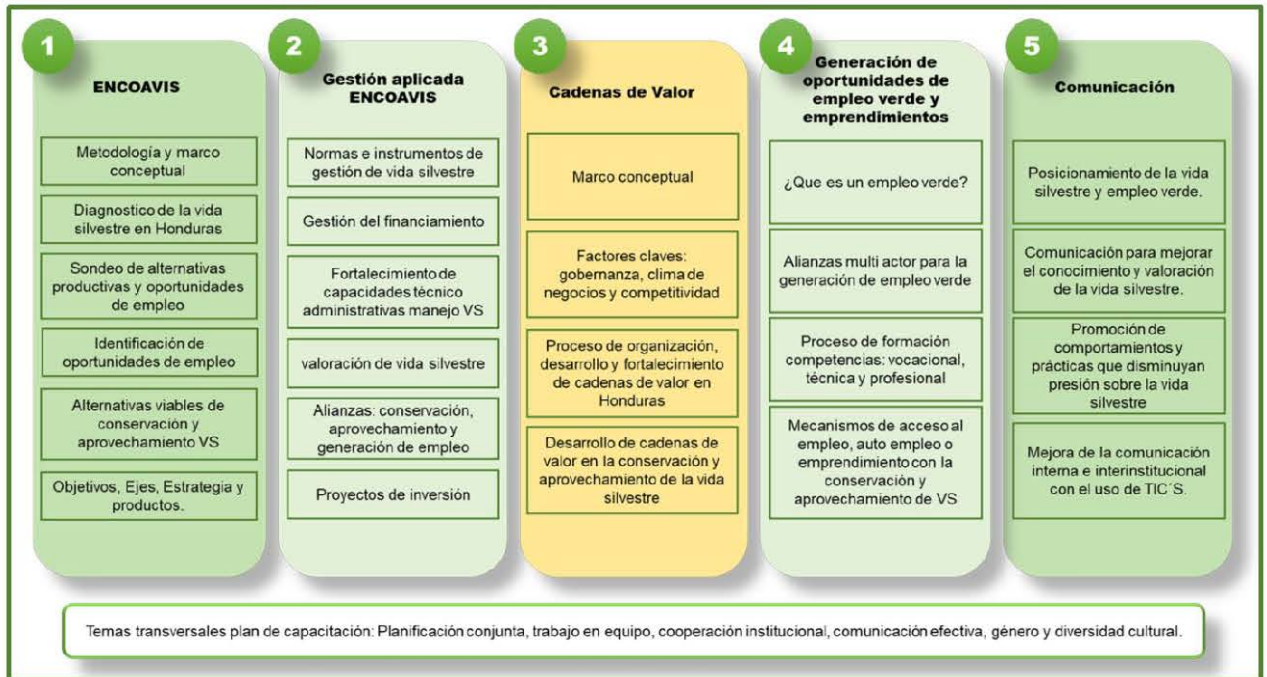 1
ENCOAVIS
Metodología y marco
conceptual
Diagnostico de la vida
silvestre en Honduras
Sondeo de alternativas
productivas y oportunidades
de empleo
Identificación de
oportunidades de empleo
Alternativas viables de
conservación y
aprovechamiento VS
Objetivos, Ejes, Estrategia y
productos.
2
Gestión aplicada
ENCOAVIS
Normas e instrumentos de
gestión de vida silvestre
Gestión del financiamiento
Fortalecimiento de
capacidades técnico
administrativas manejo VS
valoración de vida silvestre
Alianzas: conservación,
aprovechamiento y
generación de empleo
Proyectos de inversión
3
Cadenas de Valor
Marco conceptual
Factores claves:
gobernanza, clima de
negocios y competitividad
Proceso de organización,
desarrollo y fortalecimiento
de cadenas de valor en
Honduras
Desarrollo de cadenas de
valor en la conservación y
aprovechamiento de la vida
silvestre
4
Generación de
oportunidades de
empleo verde y
emprendimientos
¿Que es un empleo verde?
Alianzas multi actor para la
generación de empleo verde
Proceso de formación
competencias: vocacional,
técnica y profesional
Mecanismos de acceso al
empleo, auto empleo o
emprendimiento con la
conservación y
aprovechamiento de VS
5
Comunicación
Posicionamiento de la vida
silvestre y empleo verde.
Comunicación para mejorar
el conocimiento y valoración
de la vida silvestre.
Promoción de
comportamientos y
prácticas que disminuyan
presión sobre la vida
silvestre
Mejora de la comunicación
interna e interinstitucional
con el uso de TIC´S.
Temas transversales plan de capacitación: Planificación conjunta, trabajo en equipo, cooperación institucional, comunicación efectiva, género y diversidad cultural.